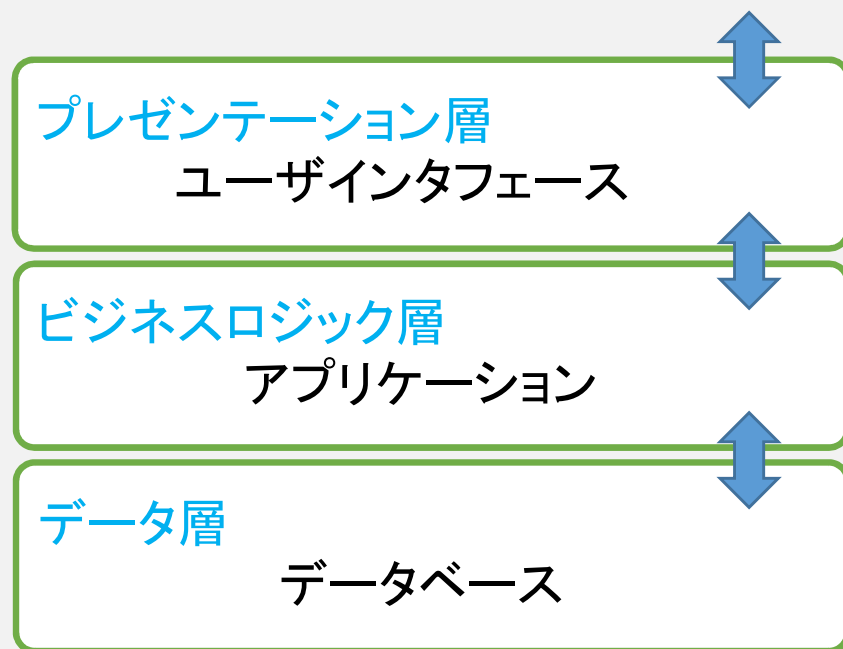 プレゼンテーション層
ユーザインタフェース
ビジネスロジック層
アプリケーション
データ層
データベース